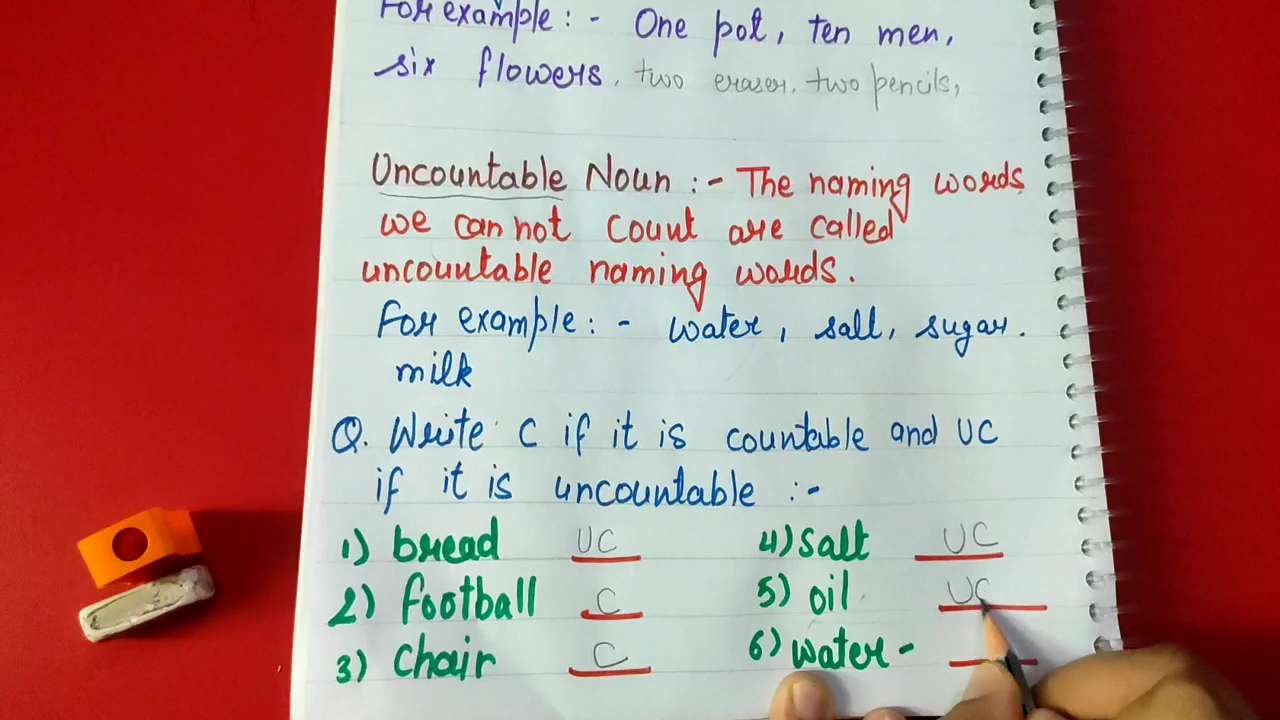 For example : - One pot, ten men,
six flowers. two eraser. two pencils,
Uncountable Noun :- The naming words
we can not count are called
uncountable naming words.
For example : - water, salt, sugar.
milk
Q. Write C if it is countable and UC
if it is uncountable :-
1) bread UC 4) Salt UC
2) football C 5) oil UC
3) chair C 6) water -